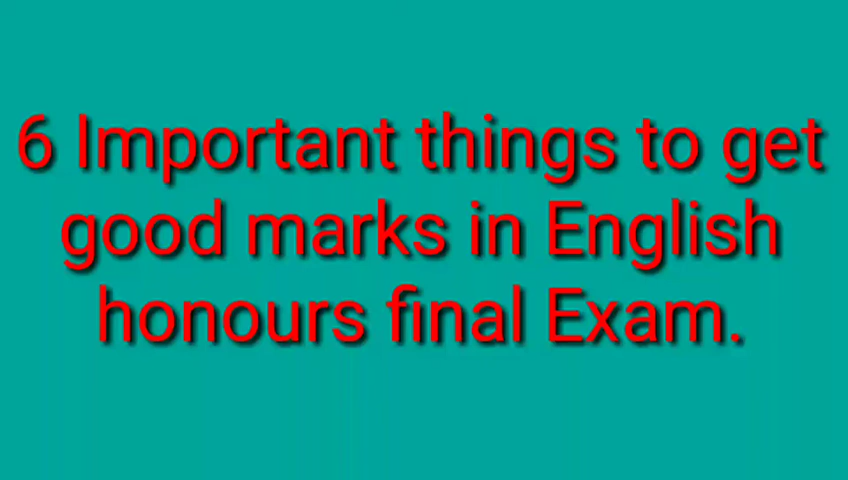 6 Important things to get
good marks in English
honours final Exam.